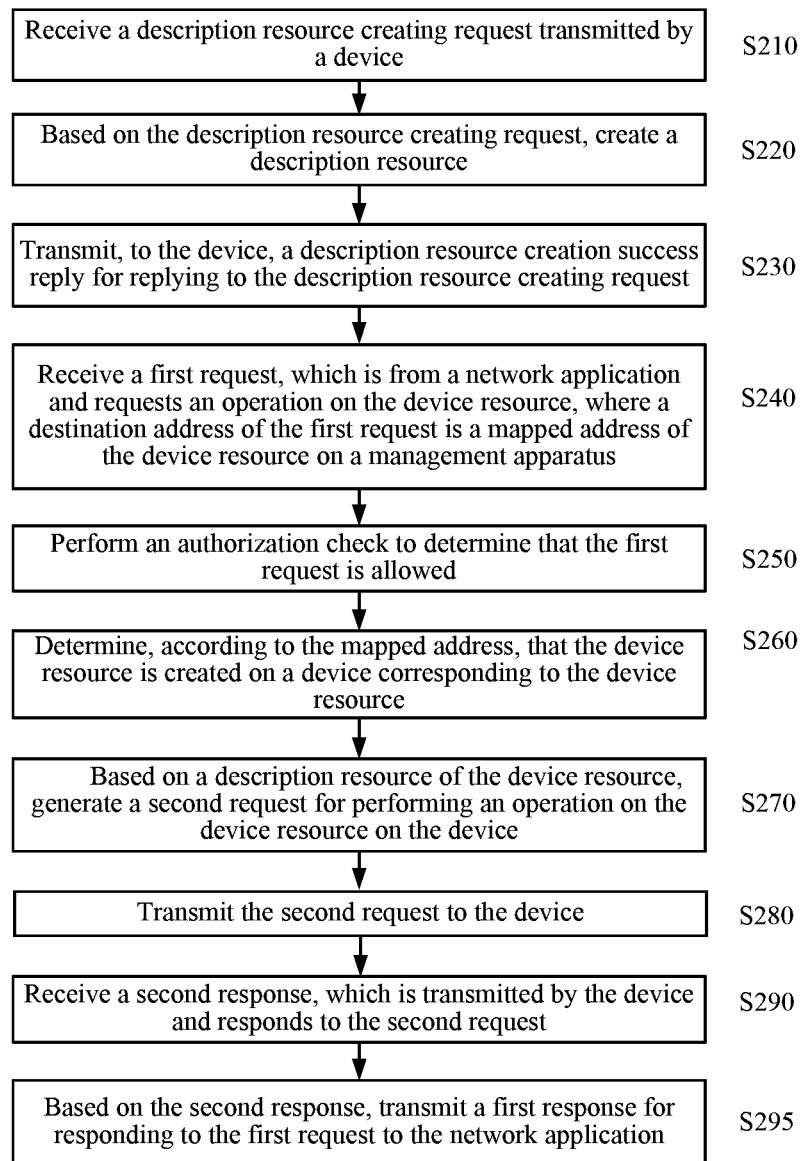 Receive a description resource creating request transmitted by
a device
S210
Based on the description resource creating request, create a
description resource
S220
Transmit, to the device, a description resource creation success
reply for replying to the description resource creating request
S230
Receive a first request, which is from a network application
and requests an operation on the device resource, where a
destination address of the first request is a mapped address of
the device resource on a management apparatus
S240
Perform an authorization check to determine that the first
request is allowed
S250
Determine, according to the mapped address, that the device
resource is created on a device corresponding to the device
resource
S260
Based on a description resource of the device resource,
generate a second request for performing an operation on the
device resource on the device
S270
Transmit the second request to the device
S280
Receive a second response, which is transmitted by the device
and responds to the second request
S290
Based on the second response, transmit a first response for
responding to the first request to the network application
S295